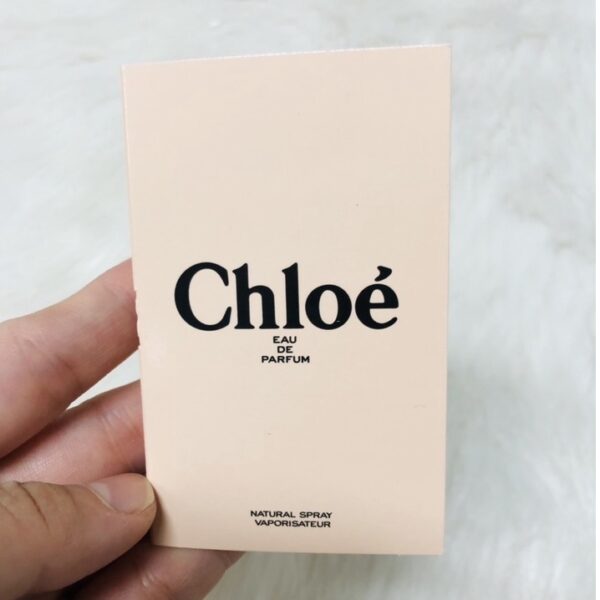 Chloé
EAU
DE
PARFUM
NATURAL SPRAY
VAPORISATEUR